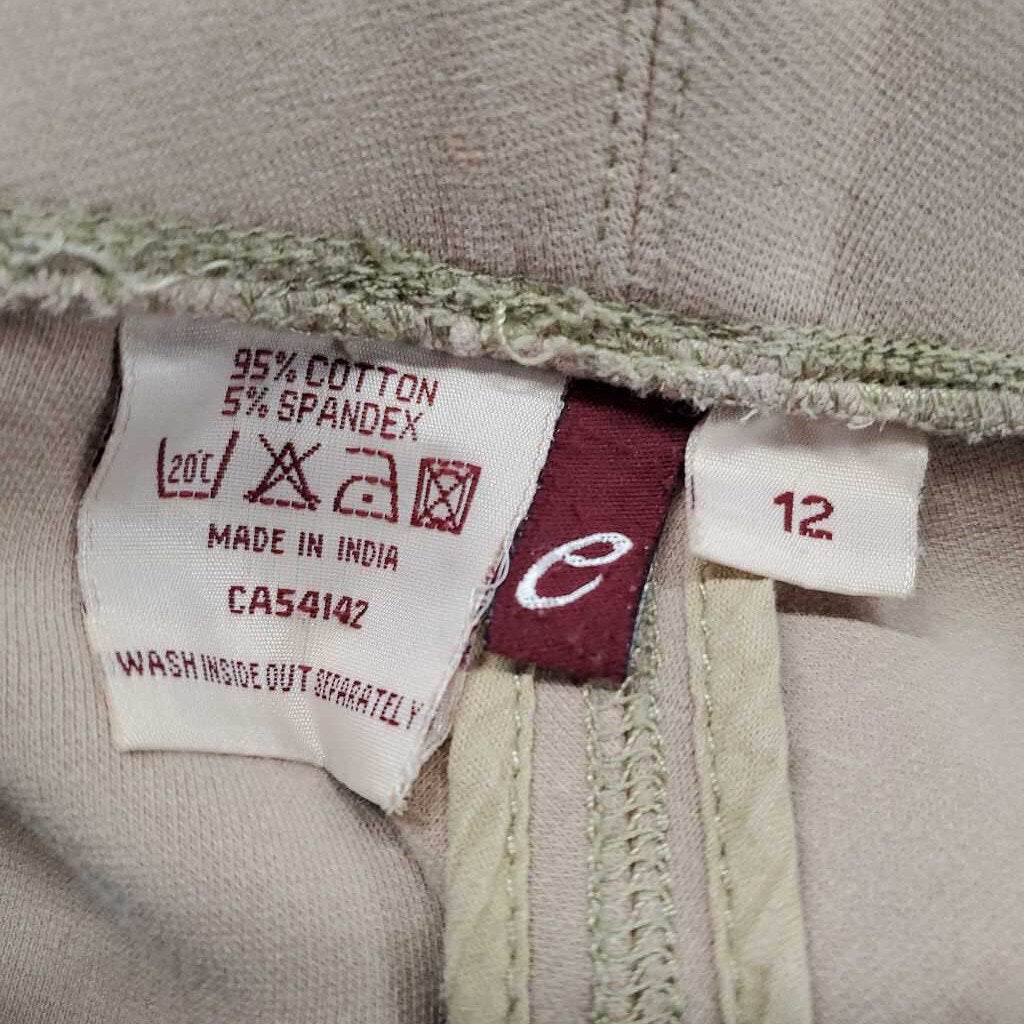 95% COTTON
5% SPANDEX
20°C
MADE IN INDIA
CA54142
WASH INSIDE OUT SEPARATELY
e
12